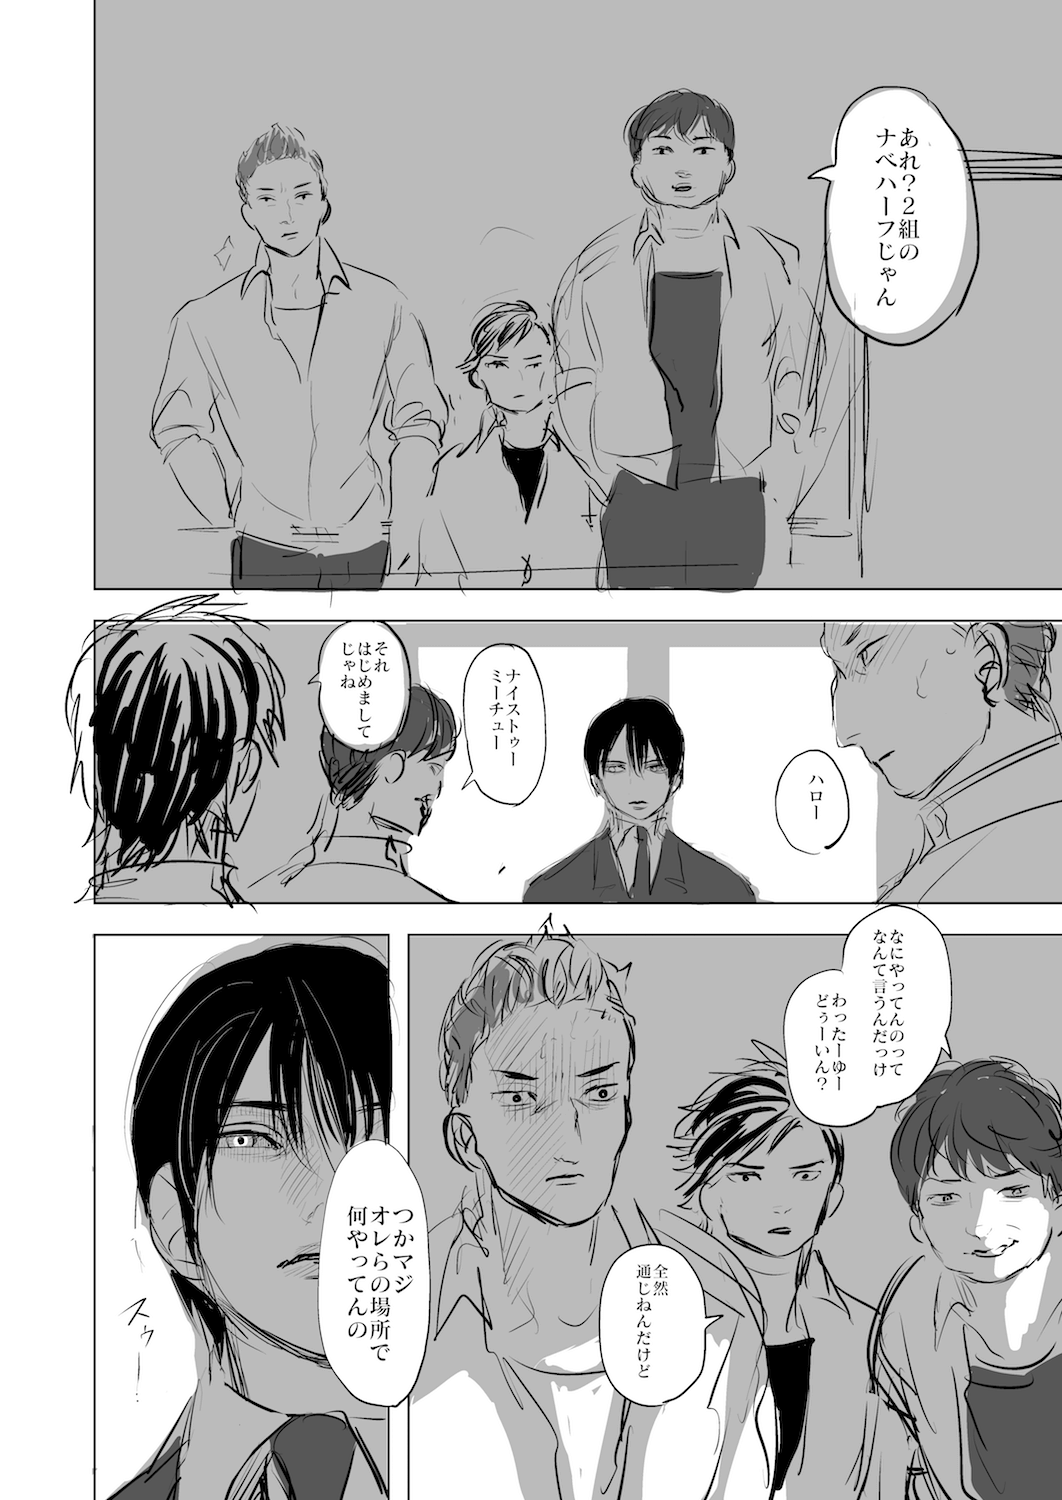 あれ?2組の
ナベハーフじゃん
ハロー
ナイストゥー
ミーチュー
それ
はじめまして
じゃね
なにやってんのって
なんて言うんだっけ
わったーゆー
どぅーいん?
全然
通じねんだけど
つかマジ
オレらの場所で
何やってんの
スゥー…